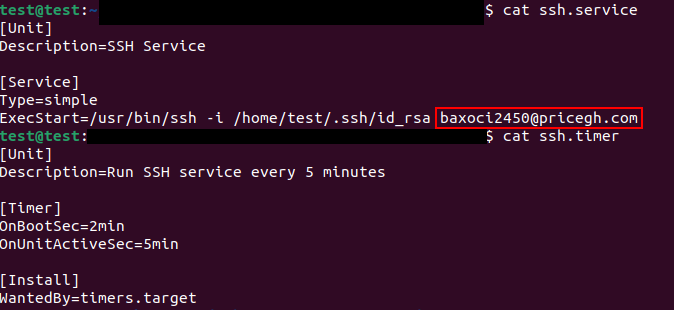 test@test:~$ cat ssh.service
[Unit]
Description=SSH Service
[Service]
Type=simple
ExecStart=/usr/bin/ssh -i /home/test/.ssh/id_rsa baxoci2450@pricegh.com
test@test:$ cat ssh.timer
[Unit]
Description=Run SSH service every 5 minutes
[Timer]
OnBootSec=2min
OnUnitActiveSec=5min
[Install]
WantedBy=timers.target